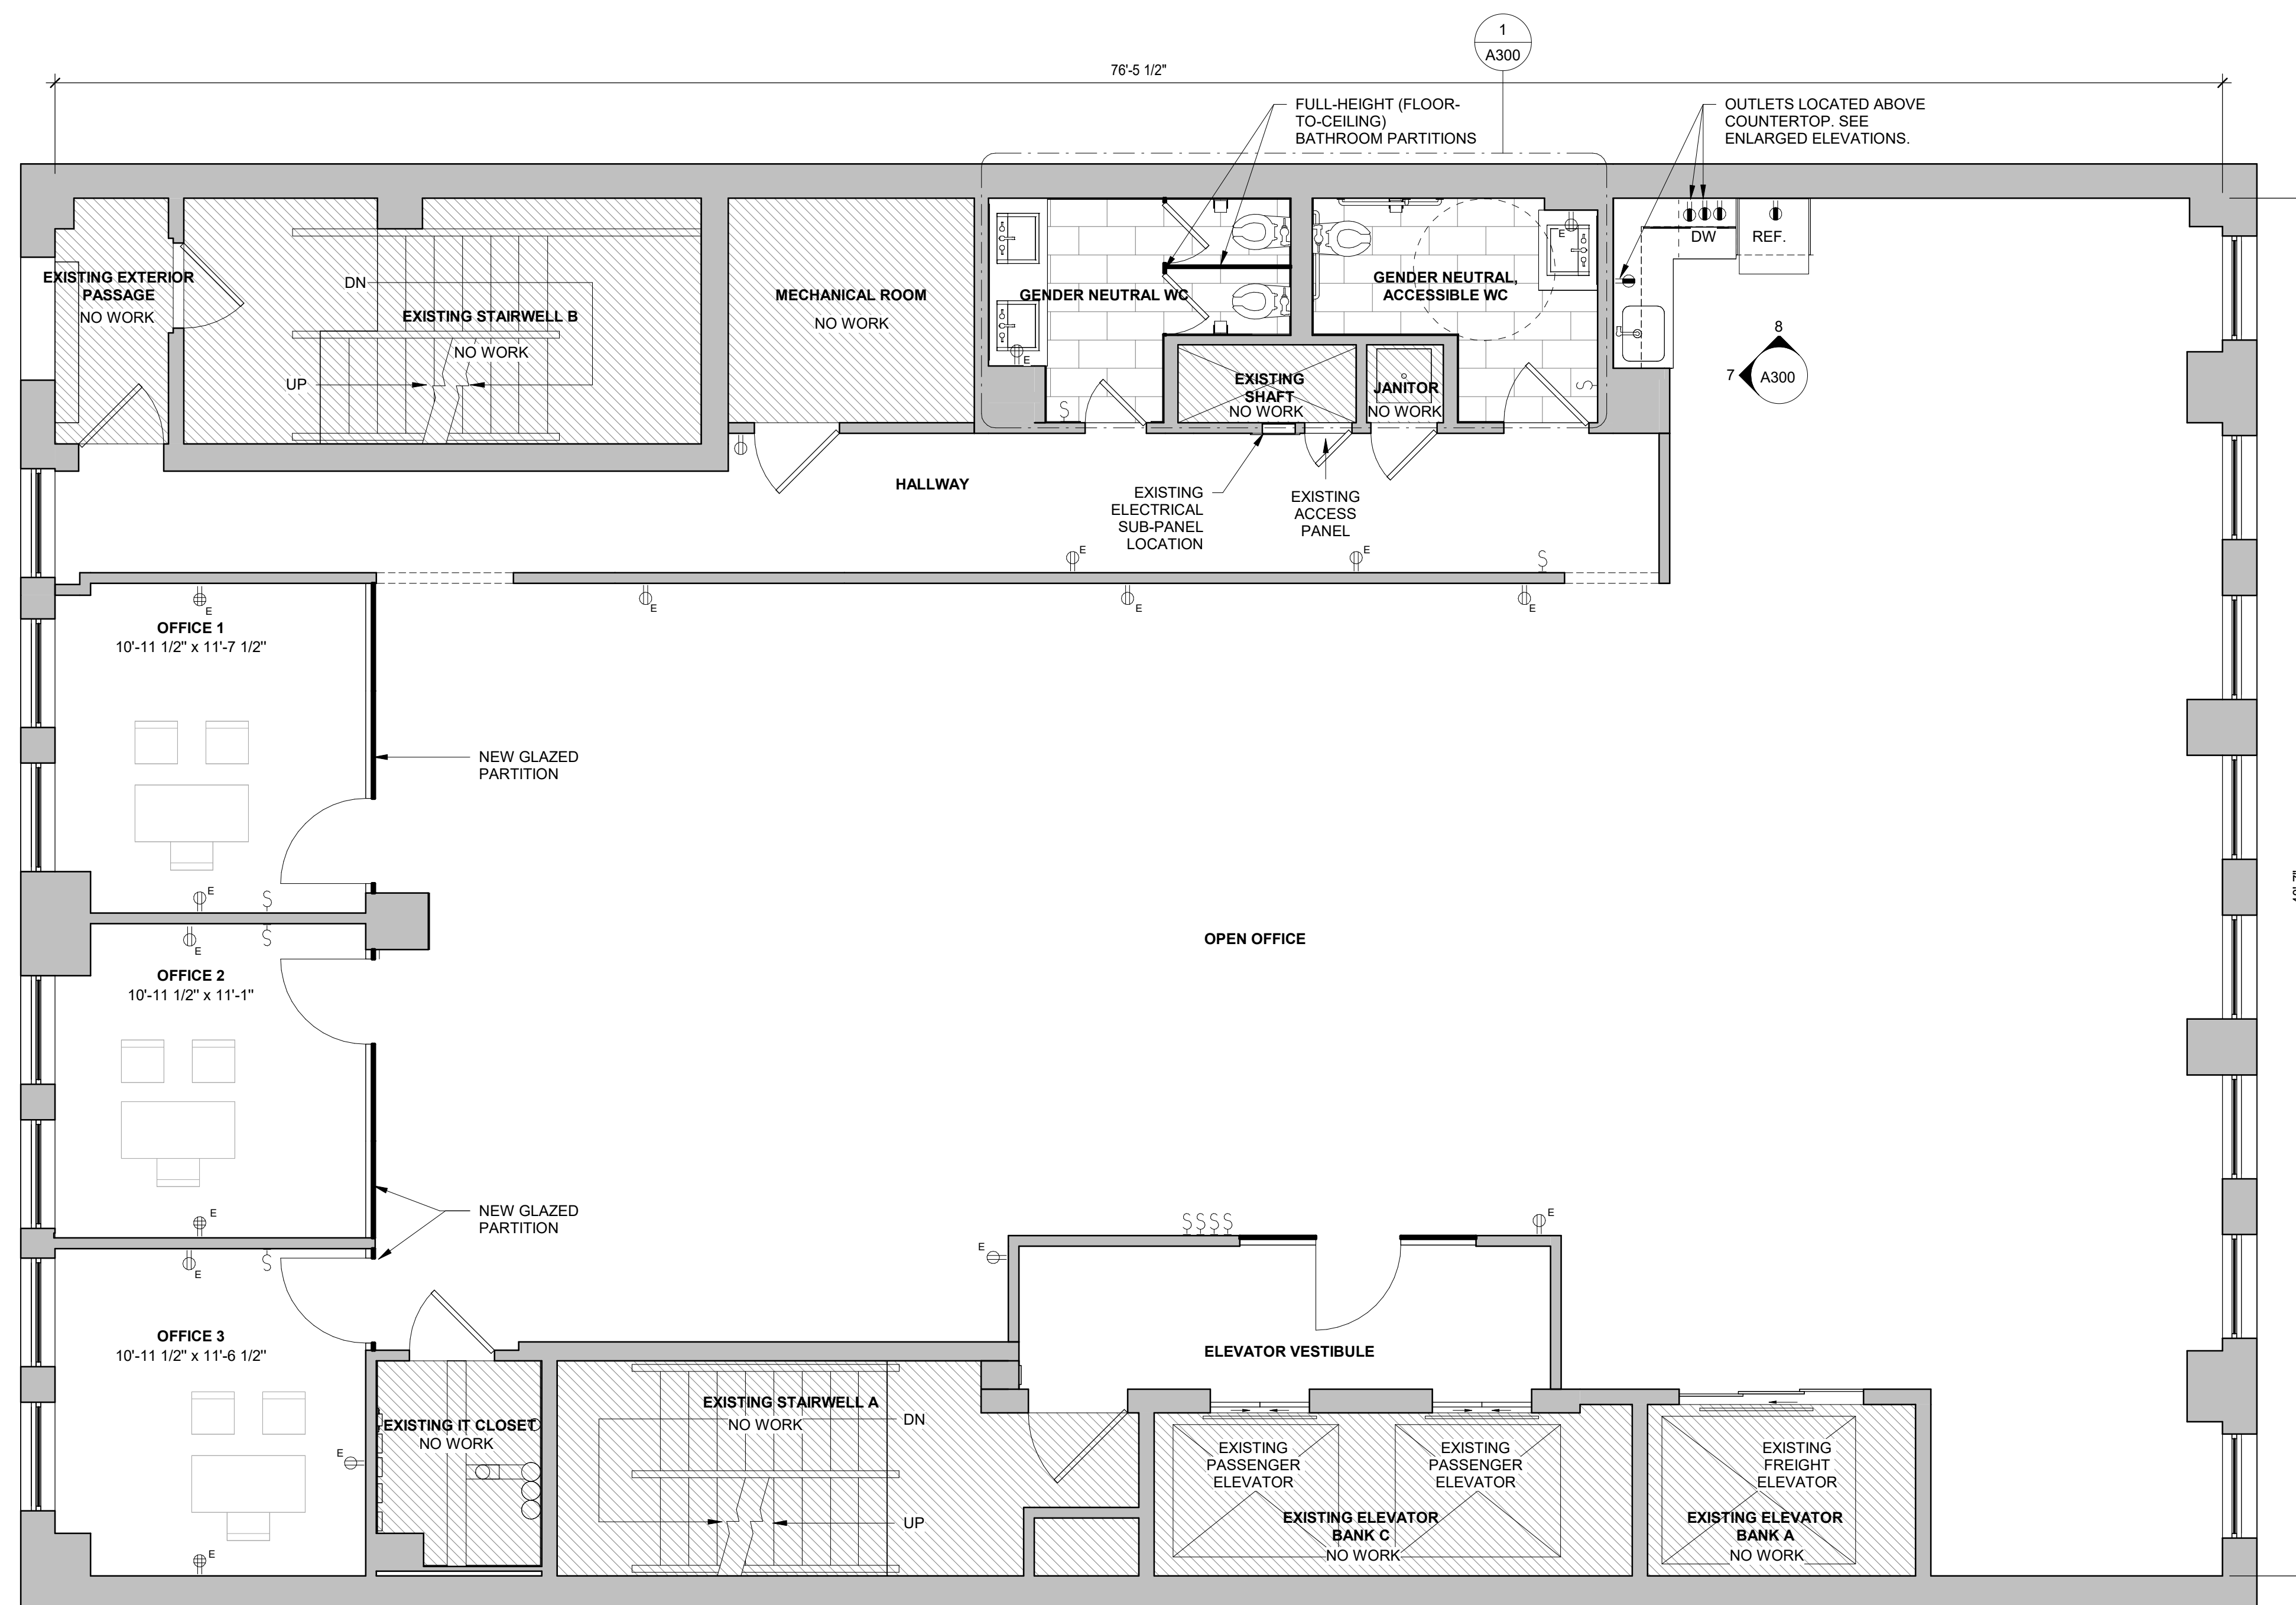 1
A300
76'-5 1/2"
FULL-HEIGHT (FLOOR-
TO-CEILING)
BATHROOM PARTITIONS
OUTLETS LOCATED ABOVE
COUNTERTOP. SEE
ENLARGED ELEVATIONS.
EXISTING EXTERIOR
PASSAGE
NO WORK
DN
EXISTING STAIRWELL B
NO WORK
UP
MECHANICAL ROOM
NO WORK
GENDER NEUTRAL WC
E
GENDER NEUTRAL,
ACCESSIBLE WC
E
DW
REF.
8
7
A300
EXISTING
SHAFT
NO WORK
JANITOR
NO WORK
HALLWAY
EXISTING
ELECTRICAL
SUB-PANEL
LOCATION
EXISTING
ACCESS
PANEL
E
E
E
E
E
E
OFFICE 1
10'-11 1/2" x 11'-7 1/2"
NEW GLAZED
PARTITION
E
E
OFFICE 2
10'-11 1/2" x 11'-1"
OPEN OFFICE
NEW GLAZED
PARTITION
E
E
E
E
OFFICE 3
10'-11 1/2" x 11'-6 1/2"
ELEVATOR VESTIBULE
EXISTING IT CLOSET
NO WORK
E
E
EXISTING STAIRWELL A
NO WORK
DN
UP
EXISTING
PASSENGER
ELEVATOR
EXISTING
PASSENGER
ELEVATOR
EXISTING ELEVATOR
BANK C
NO WORK
EXISTING
FREIGHT
ELEVATOR
EXISTING ELEVATOR
BANK A
NO WORK